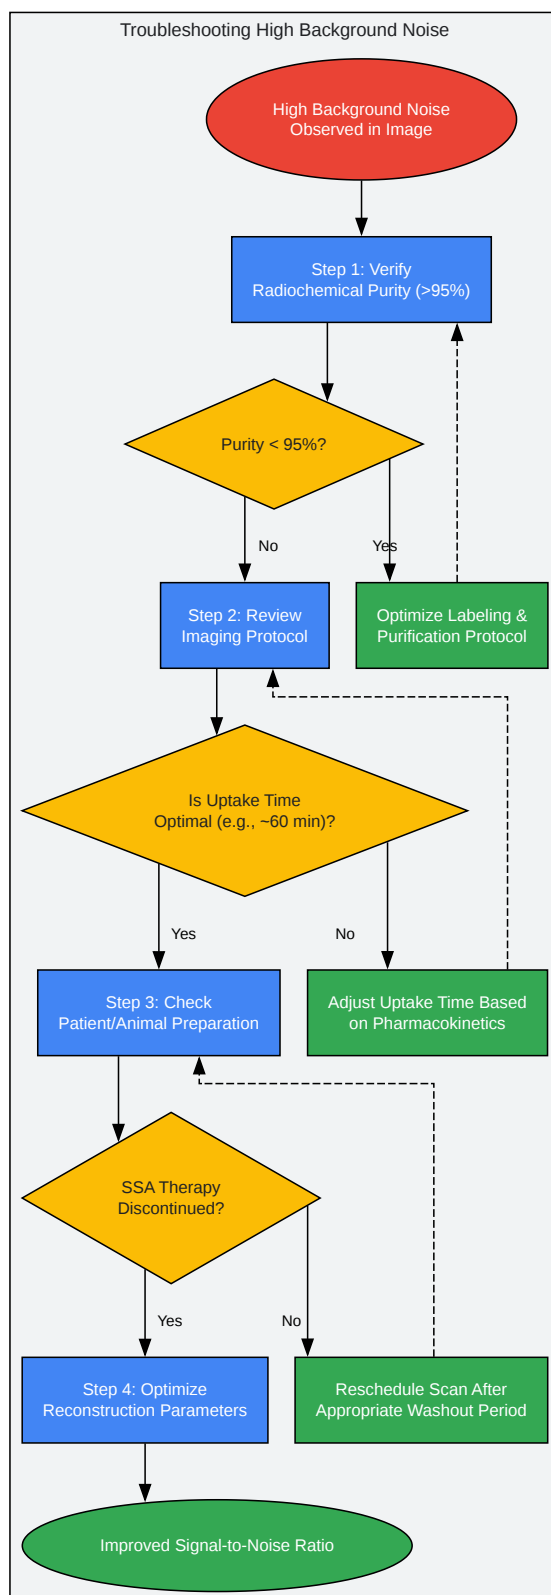 Troubleshooting High Background Noise
High Background Noise
Observed in Image
Step 1: Verify
Radiochemical Purity (>95%)
Purity < 95%?
No
Yes
Step 2: Review
Imaging Protocol
Optimize Labeling &
Purification Protocol
Is Uptake Time
Optimal (e.g., ~60 min)?
Yes
No
Step 3: Check
Patient/Animal Preparation
Adjust Uptake Time Based
on Pharmacokinetics
SSA Therapy
Discontinued?
Yes
No
Step 4: Optimize
Reconstruction Parameters
Reschedule Scan After
Appropriate Washout Period
Improved Signal-to-Noise Ratio